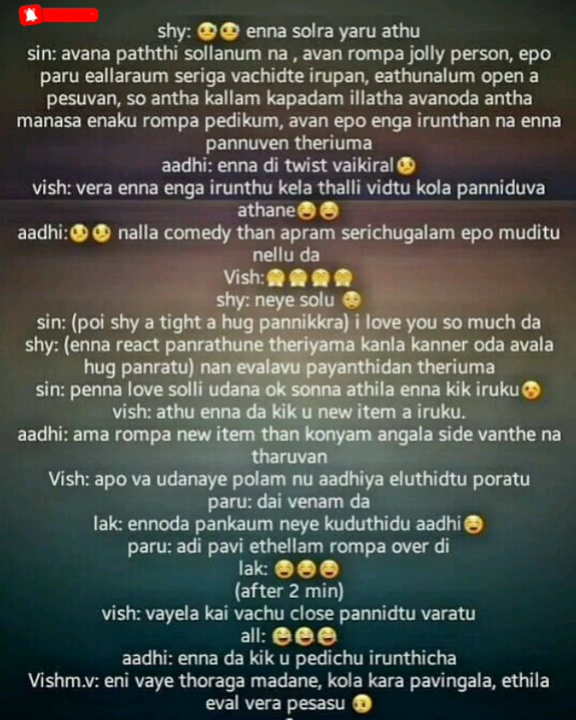 shy: 😐😐 enna solra yaru athu
sin: avana paththi sollanum na , avan rompa jolly person, epo
paru eallaraum seriga vachidte irupan, eathunalum open a
pesuvan, so antha kallam kapadam illatha avanoda antha
manasa enaku rompa pedikum, avan epo enga irunthan na enna
pannuven theriuma
aadhi: enna di twist vaikiral😟
vish: vera enna enga irunthu kela thalli vidtu kola panniduva
athane😂😂
aadhi:😕😕 nalla comedy than apram serichugalam epo muditu
nellu da
Vish:🤗🤗🤗🤗
shy: neye solu 😳
sin: (poi shy a tight a hug pannikkra) i love you so much da
shy: (enna react panrathune theriyama kanla kanner oda avala
hug panratu) nan evalavu payanthidan theriuma
sin: penna love solli udana ok sonna athila enna kik iruku😘
vish: athu enna da kik u new item a iruku.
aadhi: ama rompa new item than konyam angala side vanthe na
tharuvan
Vish: apo va udanaye polam nu aadhiya eluthidtu poratu
paru: dai venam da
lak: ennoda pankaum neye kuduthidu aadhi😂
paru: adi pavi ethellam rompa over di
lak: 😂😂😂
(after 2 min)
vish: vayela kai vachu close pannidtu varatu
all: 😂😂😂
aadhi: enna da kik u pedichu irunthicha
Vishm.v: eni vaye thoraga madane, kola kara pavingala, ethila
eval vera pesasu 🤨